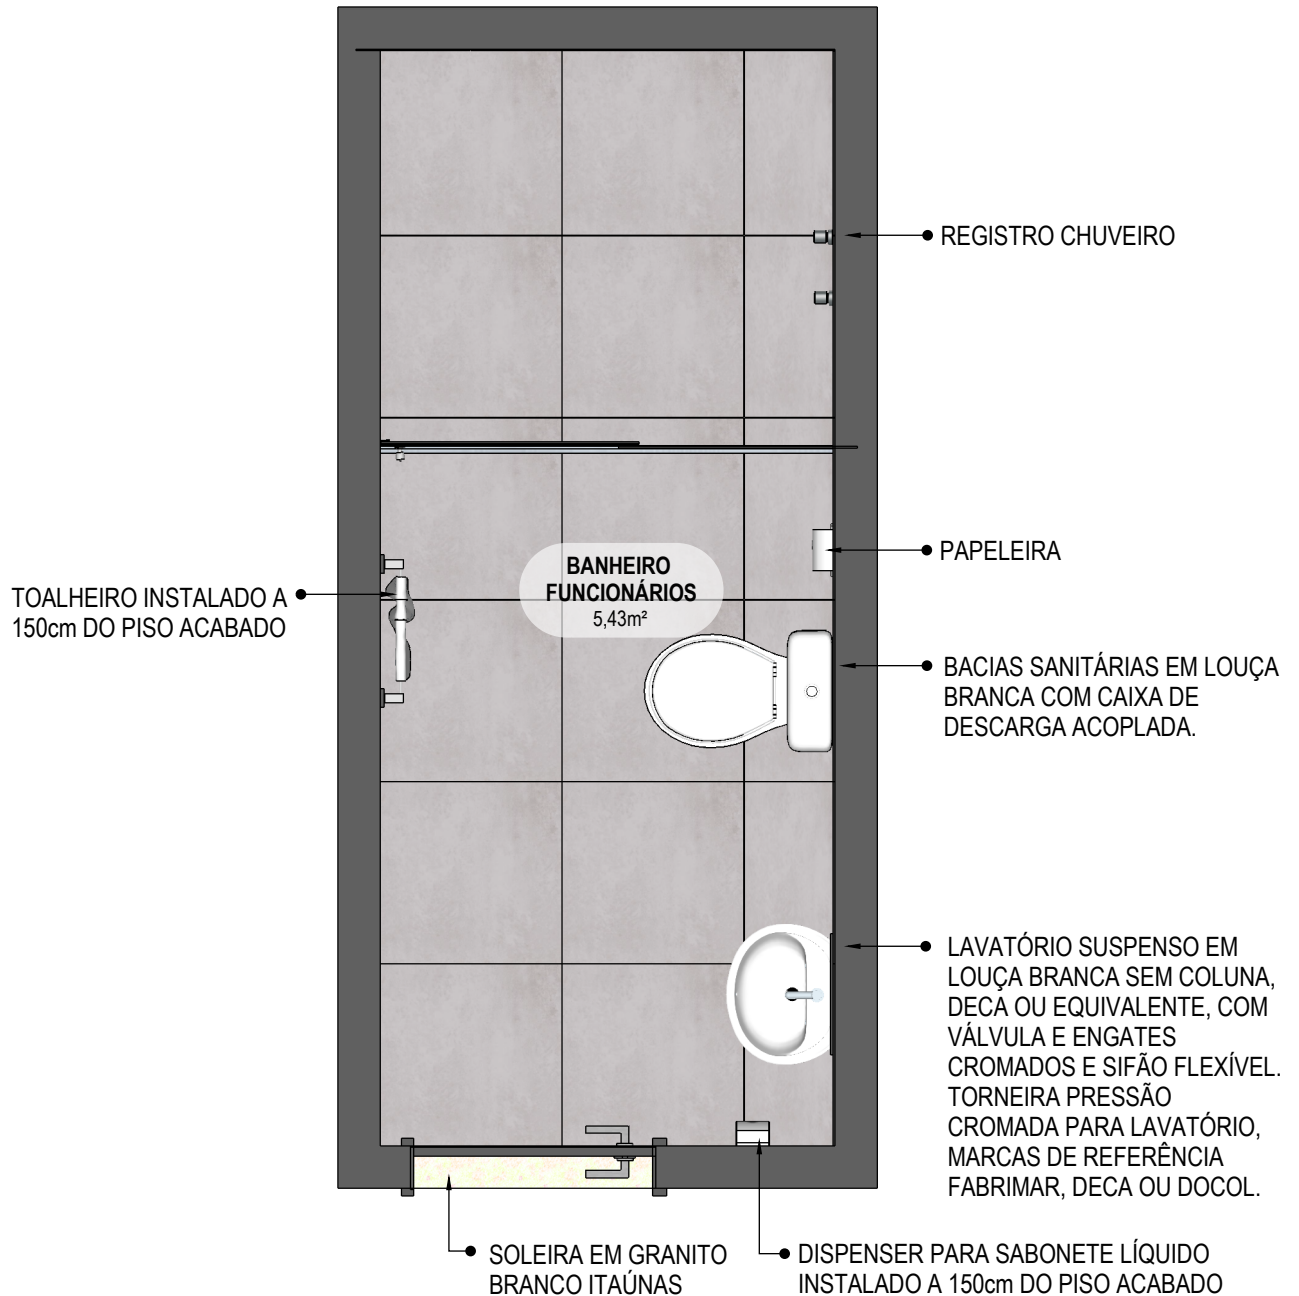 REGISTRO CHUVEIRO
PAPELEIRA
BANHEIRO
FUNCIONÁRIOS
5,43m²
TOALHEIRO INSTALADO A
150cm DO PISO ACABADO
BACIAS SANITÁRIAS EM LOUÇA
BRANCA COM CAIXA DE
DESCARGA ACOPLADA.
LAVATÓRIO SUSPENSO EM
LOUÇA BRANCA SEM COLUNA,
DECA OU EQUIVALENTE, COM
VÁLVULA E ENGATES
CROMADOS E SIFÃO FLEXÍVEL.
TORNEIRA PRESSÃO
CROMADA PARA LAVATÓRIO,
MARCAS DE REFERÊNCIA
FABRIMAR, DECA OU DOCOL.
SOLEIRA EM GRANITO
BRANCO ITAÚNAS
DISPENSER PARA SABONETE LÍQUIDO
INSTALADO A 150cm DO PISO ACABADO